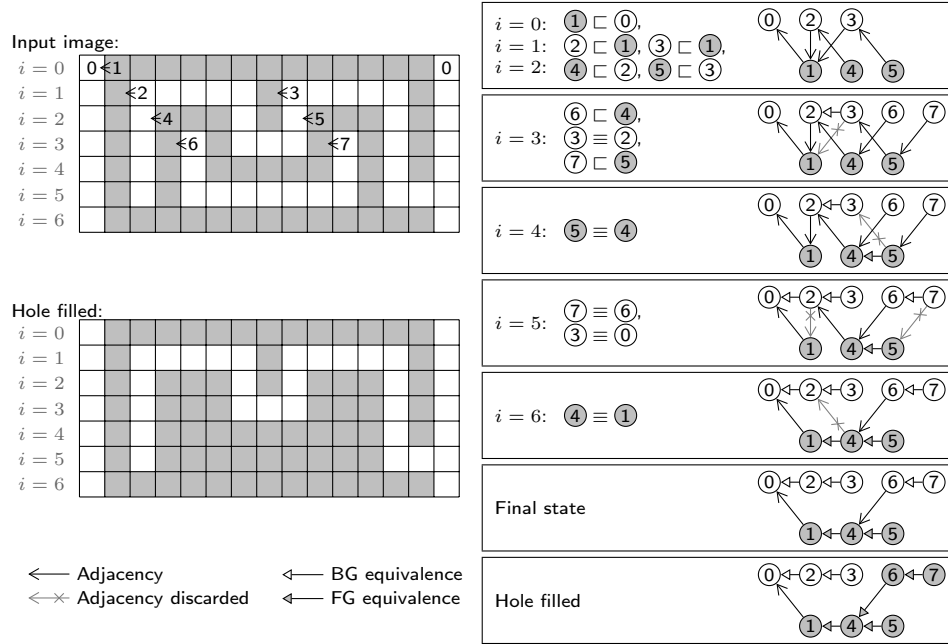 Input image:
i = 0
0 1 0
i = 1
2 3
i = 2
4 5
i = 3
6 7
i = 4
i = 5
i = 6
Hole filled:
i = 0
i = 1
i = 2
i = 3
i = 4
i = 5
i = 6
Adjacency
Adjacency discarded
BG equivalence
FG equivalence
i = 0: 1 ⊏ 0,
i = 1: 2 ⊏ 1, 3 ⊏ 1,
i = 2: 4 ⊏ 2, 5 ⊏ 3
0 2 3
1 4 5
i = 3:
6 ⊏ 4,
3 ≡ 2,
7 ⊏ 5
0 2 3 6 7
1 4 5
i = 4: 5 ≡ 4
0 2 3 6 7
1 4 5
i = 5:
7 ≡ 6,
3 ≡ 0
0 2 3 6 7
1 4 5
i = 6: 4 ≡ 1
0 2 3 6 7
1 4 5
Final state
0 2 3 6 7
1 4 5
Hole filled
0 2 3 6 7
1 4 5